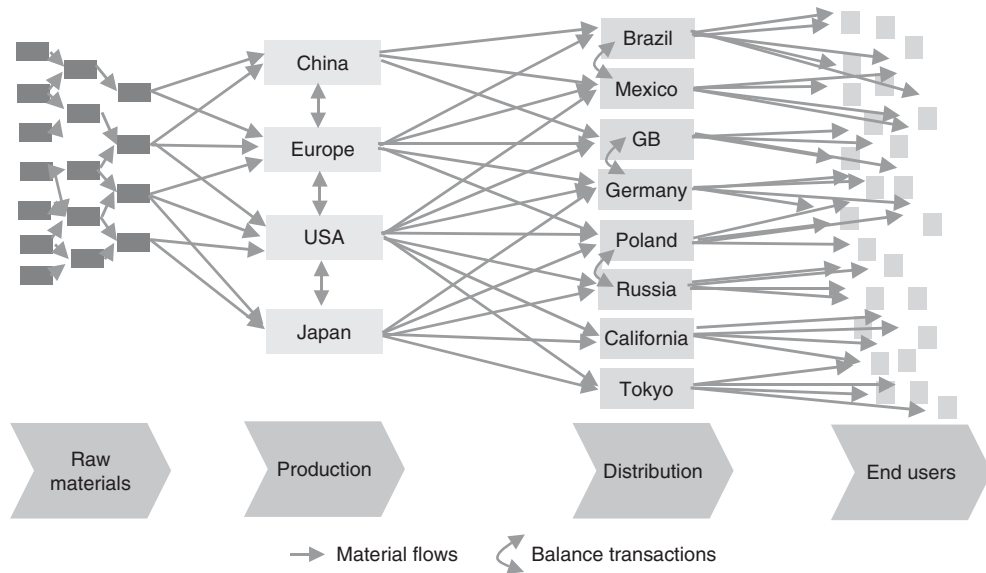 China
Europe
USA
Japan
Brazil
Mexico
GB
Germany
Poland
Russia
California
Tokyo
Raw
materials
Production
Distribution
End users
Material flows
Balance transactions